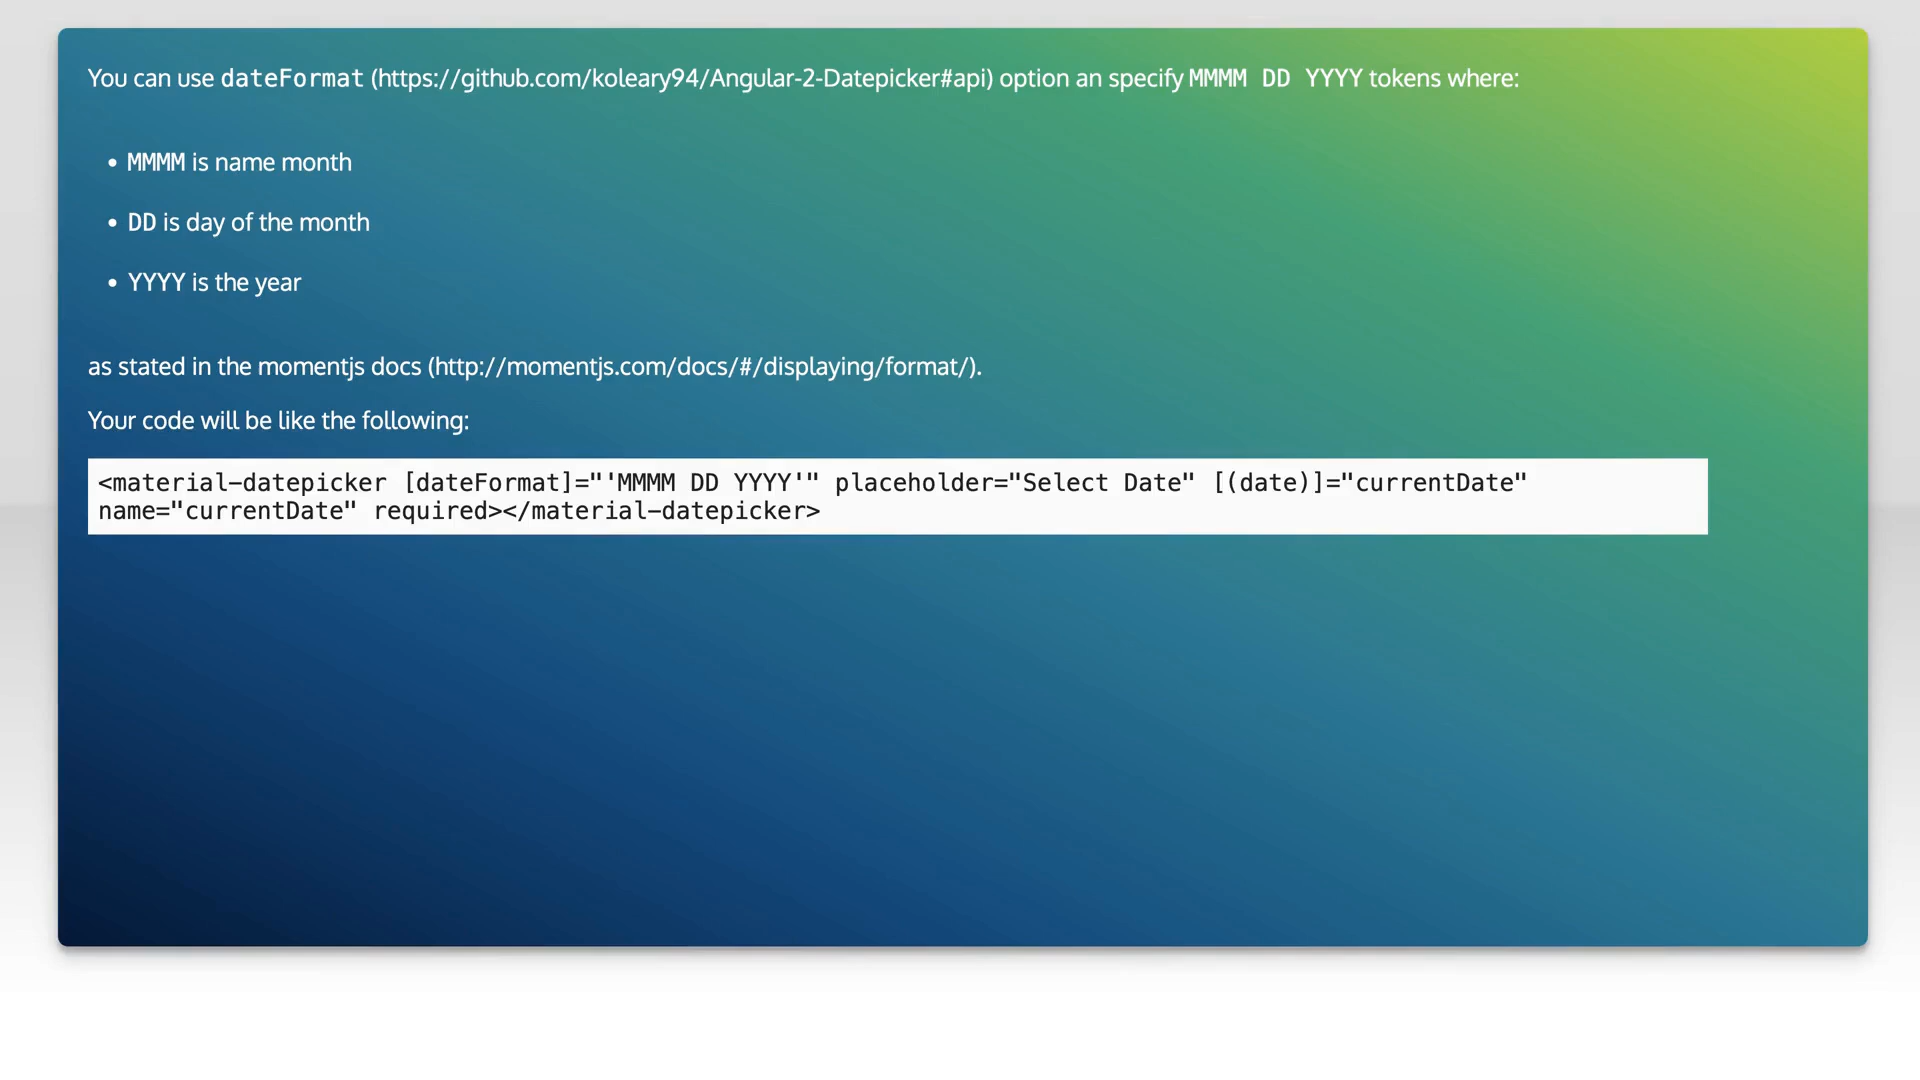 You can use dateFormat (https://github.com/koleary94/Angular-2-Datepicker#api) option an specify MMMM DD YYYY tokens where:
• MMMM is name month
• DD is day of the month
• YYYY is the year
as stated in the momentjs docs (http://momentjs.com/docs/#/displaying/format/).
Your code will be like the following:
<material-datepicker [dateFormat]="'MMMM DD YYYY'" placeholder="Select Date" [(date)]="currentDate"
name="currentDate" required></material-datepicker>